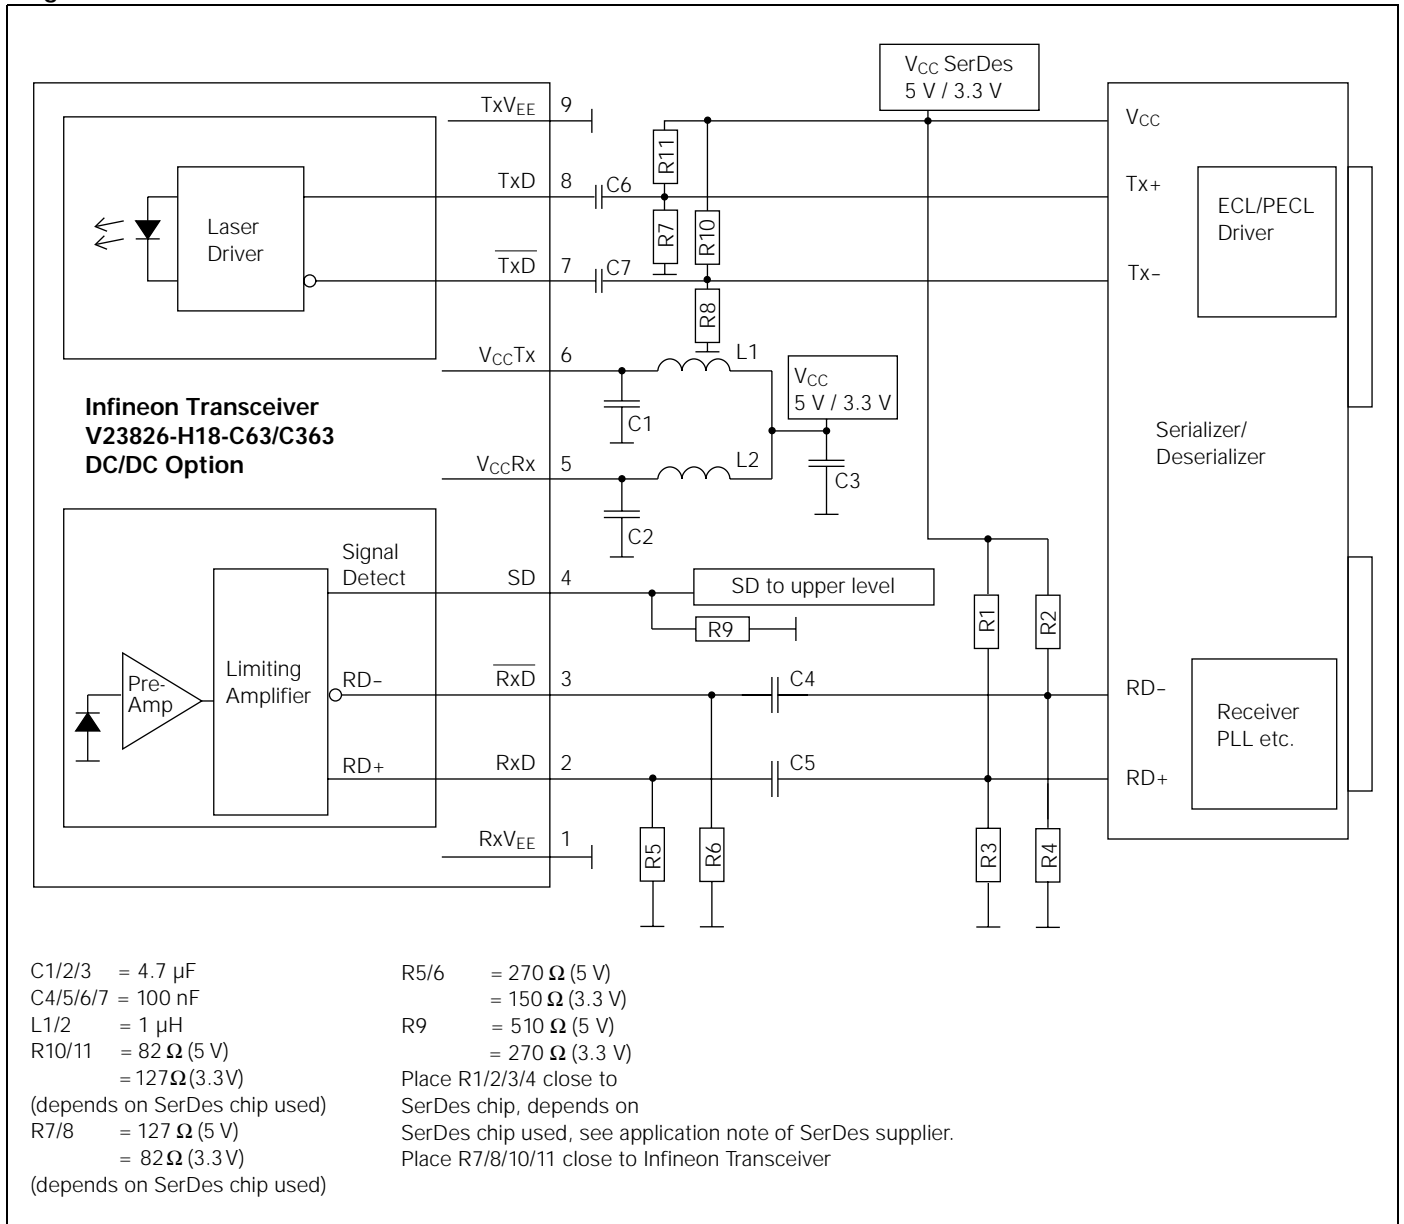 V_CC SerDes
5 V / 3.3 V
TxV_EE 9
V_CC
R11
TxD 8
C6
Tx+
ECL/PECL
Driver
Laser
Driver
R7
R10
TxD 7
C7
Tx−
R8
V_CCTx 6
L1
V_CC
5 V / 3.3 V
Infineon Transceiver
V23826-H18-C63/C363
DC/DC Option
C1
Serializer/
Deserializer
V_CCRx 5
L2
C3
C2
Signal
Detect
SD 4
SD to upper level
R9
R1
R2
Pre-
Amp
Limiting
Amplifier
RD−
RxD 3
C4
RD−
Receiver
PLL etc.
RD+
RxD 2
C5
RD+
RxV_EE 1
R5
R6
R3
R4
C1/2/3 = 4.7 µF
C4/5/6/7 = 100 nF
L1/2 = 1 µH
R10/11 = 82 Ω (5 V)
= 127Ω (3.3V)
(depends on SerDes chip used)
R7/8 = 127 Ω (5 V)
= 82Ω (3.3V)
(depends on SerDes chip used)
R5/6 = 270 Ω (5 V)
= 150 Ω (3.3 V)
R9 = 510 Ω (5 V)
= 270 Ω (3.3 V)
Place R1/2/3/4 close to
SerDes chip, depends on
SerDes chip used, see application note of SerDes supplier.
Place R7/8/10/11 close to Infineon Transceiver